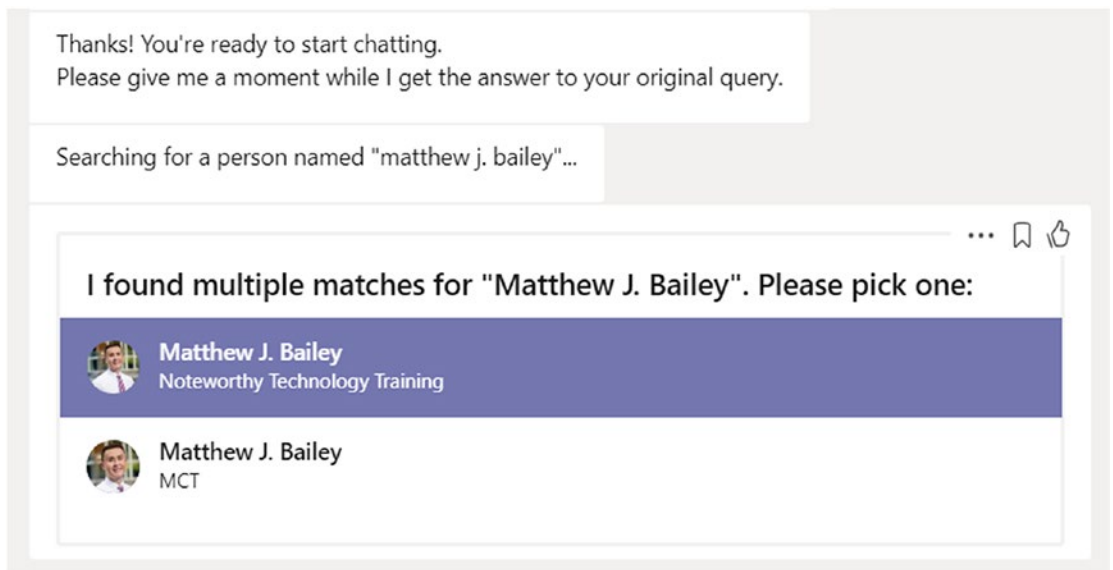 Thanks! You're ready to start chatting.
Please give me a moment while I get the answer to your original query.
Searching for a person named "matthew j. bailey"...
I found multiple matches for "Matthew J. Bailey". Please pick one:
Matthew J. Bailey
Noteworthy Technology Training
Matthew J. Bailey
MCT